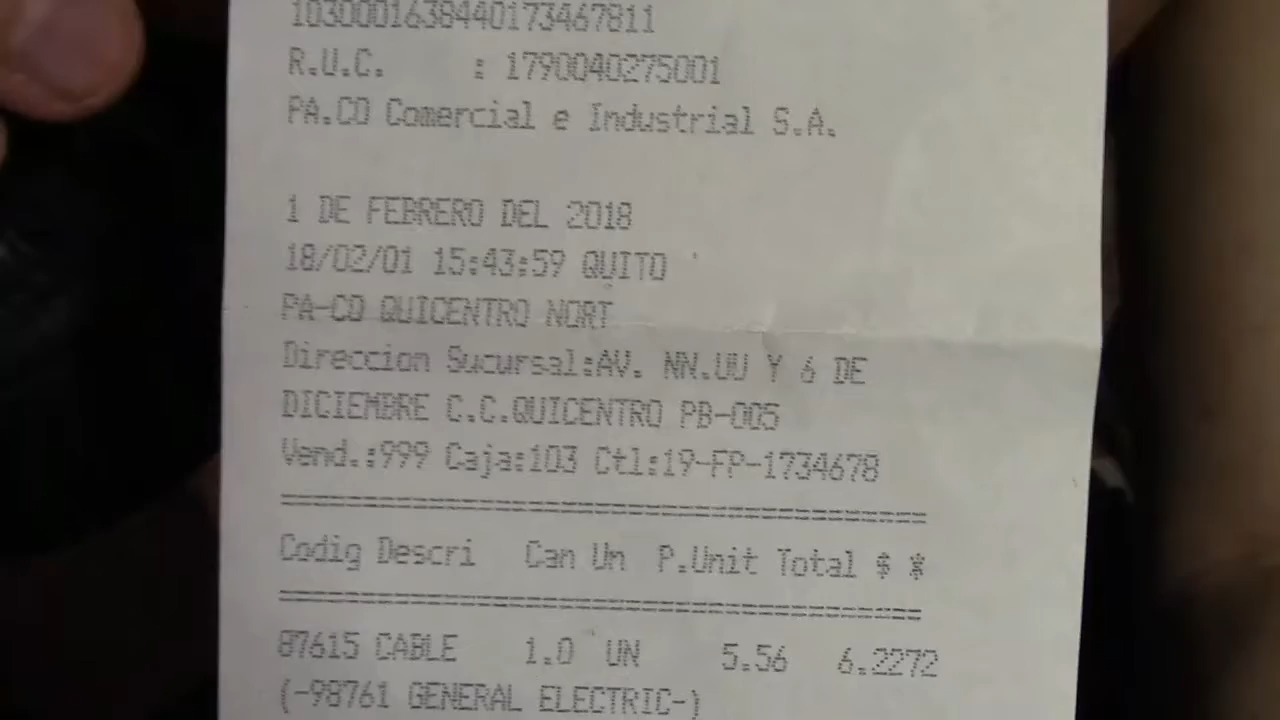 1030001638440173467811
R.U.C. : 1790040275001
PA.CO Comercial e Industrial S.A.
1 DE FEBRERO DEL 2018
18/02/01 15:43:59 QUITO
PA-CO QUICENTRO NORT
Direccion Sucursal:AV. NN.UU Y 6 DE
DICIEMBRE C.C.QUICENTRO PB-005
Vend.:999 Caja:103 Ctl:19-FP-1734678
Codig Descri Can Un P.Unit Total $ *
87615 CABLE 1.0 UN 5.56 6.2272
(-98761 GENERAL ELECTRIC-)